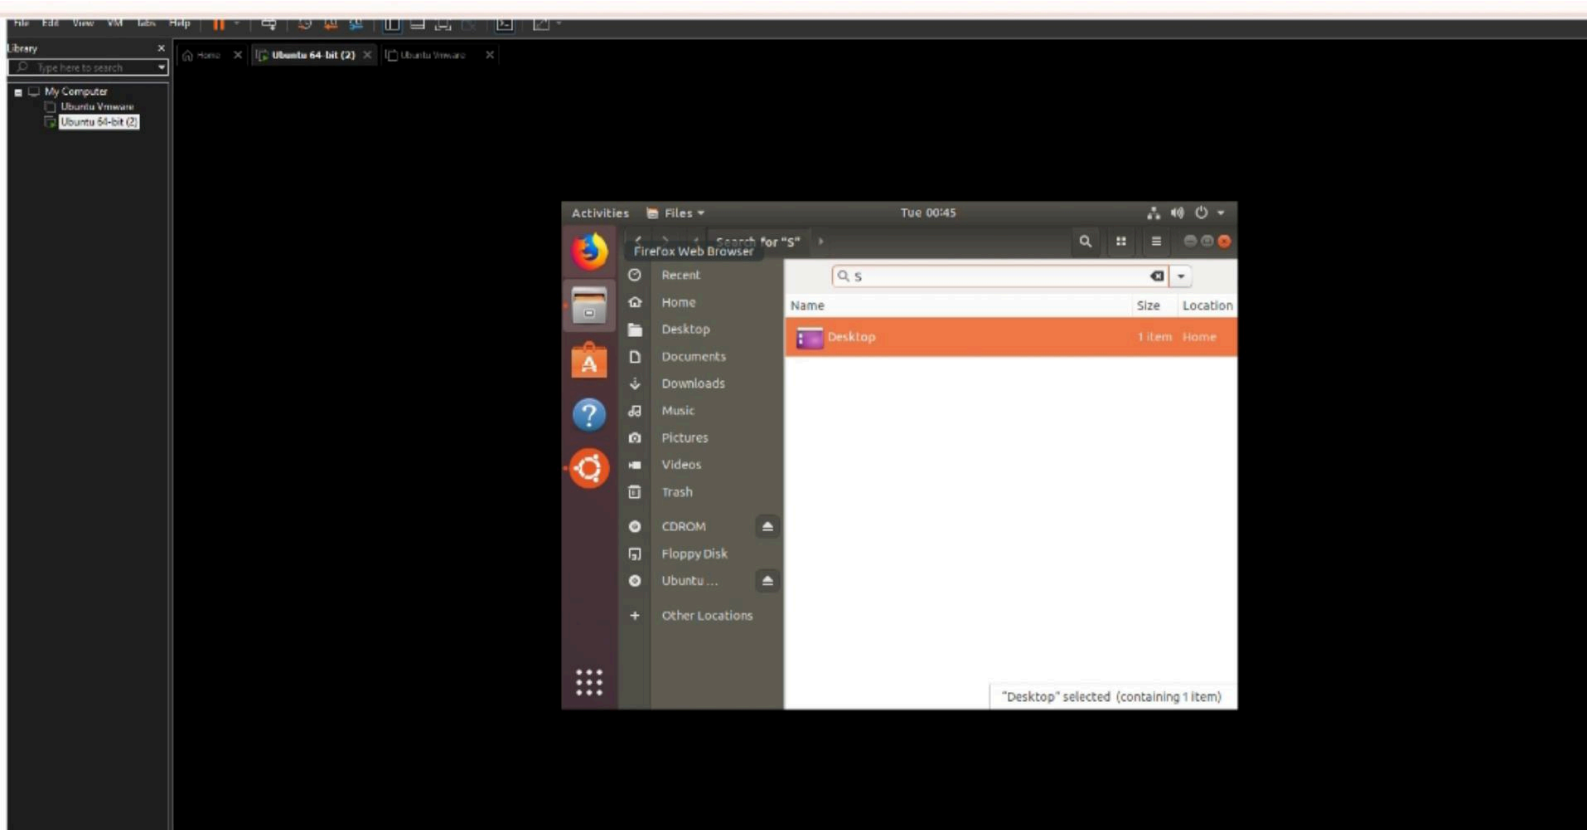 File Edit View VM Tabs Help
Library
Type here to search
My Computer
Ubuntu Vmware
Ubuntu 64-bit (2)
Home Ubuntu 64-bit (2) Ubuntu Vmware
Activities Files Tue 00:45
Search for "S"
Firefox Web Browser
Recent
Home
Desktop
Documents
Downloads
Music
Pictures
Videos
Trash
CDROM
Floppy Disk
Ubuntu ...
Other Locations
S
Name Size Location
Desktop 1 item Home
"Desktop" selected (containing 1 item)